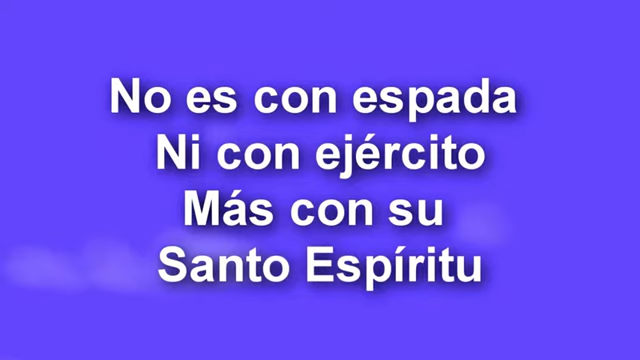 No es con espada
Ni con ejército
Más con su
Santo Espíritu